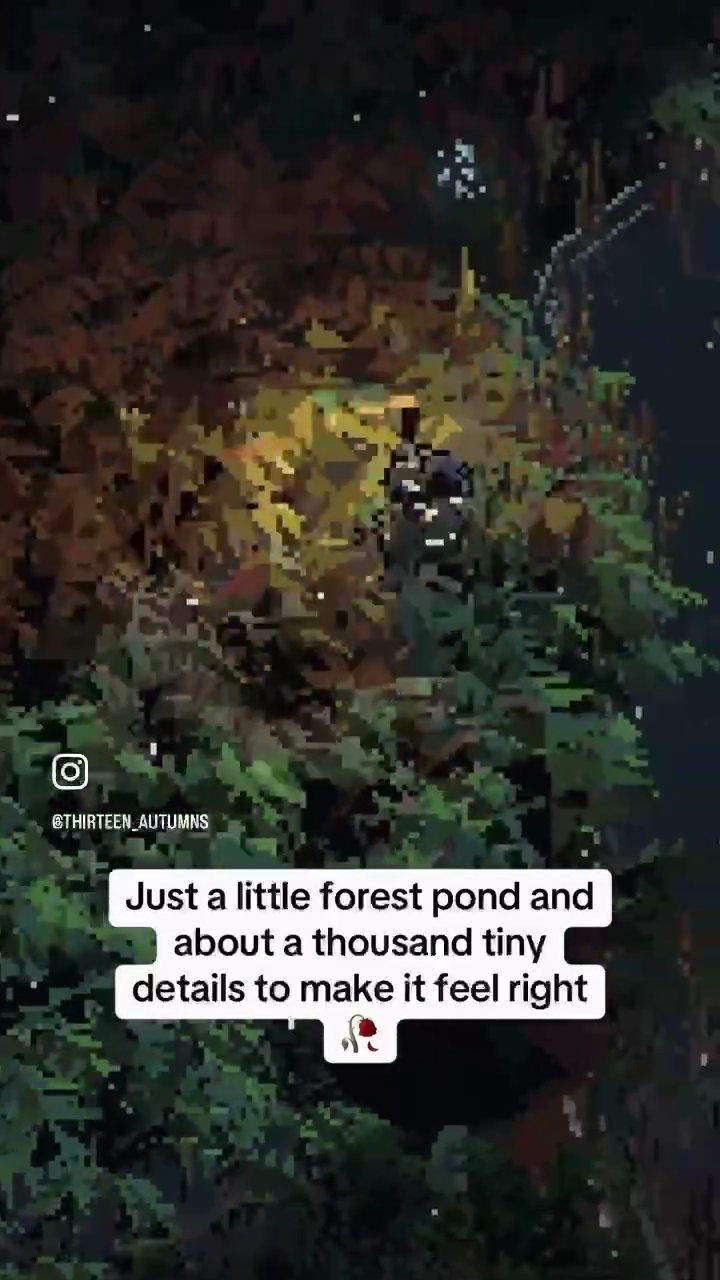 @THIRTEEN_AUTUMNS
Just a little forest pond and
about a thousand tiny
details to make it feel right
🥀